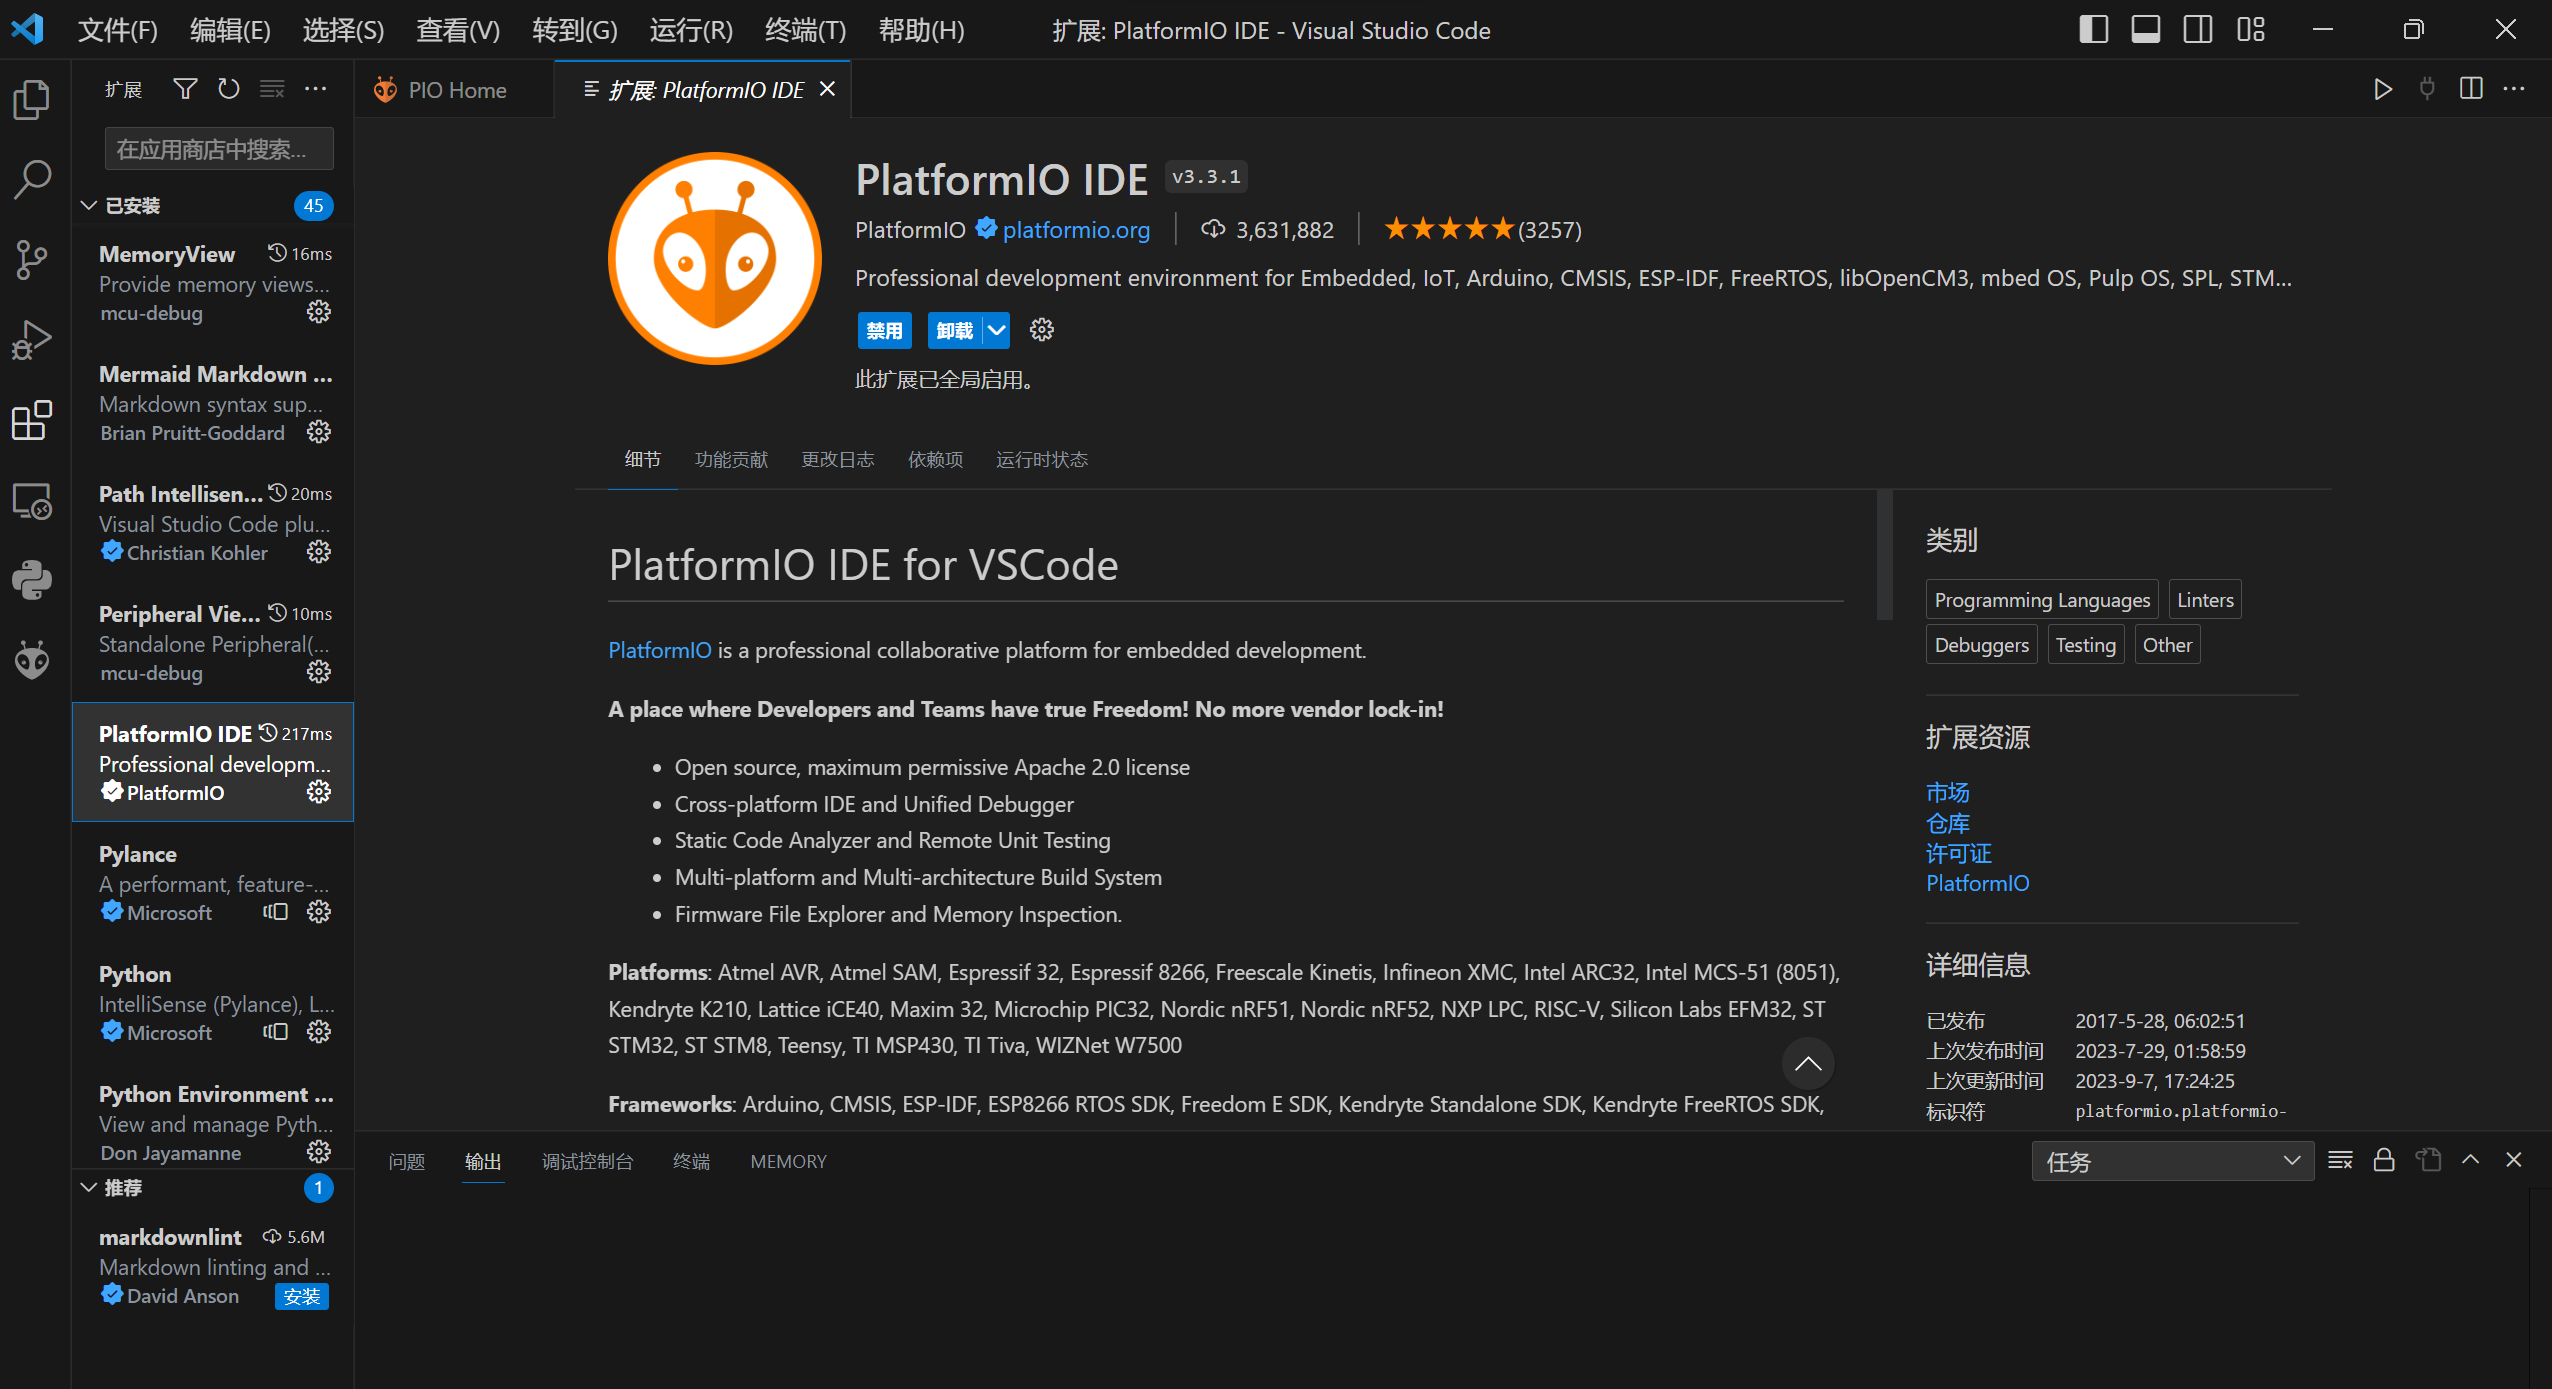 文件(F) 编辑(E) 选择(S) 查看(V) 转到(G) 运行(R) 终端(T) 帮助(H) 扩展: PlatformIO IDE - Visual Studio Code
扩展
在应用商店中搜索...
已安装 45
MemoryView 16ms
Provide memory views...
mcu-debug
Mermaid Markdown ...
Markdown syntax sup...
Brian Pruitt-Goddard
Path Intellisen... 20ms
Visual Studio Code plu...
Christian Kohler
Peripheral Vie... 10ms
Standalone Peripheral(...
mcu-debug
PlatformIO IDE 217ms
Professional developm...
PlatformIO
Pylance
A performant, feature-...
Microsoft
Python
IntelliSense (Pylance), L...
Microsoft
Python Environment ...
View and manage Pyth...
Don Jayamanne
推荐 1
markdownlint 5.6M
Markdown linting and ...
David Anson 安装
PIO Home 扩展: PlatformIO IDE
PlatformIO IDE v3.3.1
PlatformIO platformio.org 3,631,882 (3257)
Professional development environment for Embedded, IoT, Arduino, CMSIS, ESP-IDF, FreeRTOS, libOpenCM3, mbed OS, Pulp OS, SPL, STM...
禁用 卸载
此扩展已全局启用。
细节 功能贡献 更改日志 依赖项 运行时状态
PlatformIO IDE for VSCode
PlatformIO is a professional collaborative platform for embedded development.
A place where Developers and Teams have true Freedom! No more vendor lock-in!
• Open source, maximum permissive Apache 2.0 license
• Cross-platform IDE and Unified Debugger
• Static Code Analyzer and Remote Unit Testing
• Multi-platform and Multi-architecture Build System
• Firmware File Explorer and Memory Inspection.
Platforms: Atmel AVR, Atmel SAM, Espressif 32, Espressif 8266, Freescale Kinetis, Infineon XMC, Intel ARC32, Intel MCS-51 (8051),
Kendryte K210, Lattice iCE40, Maxim 32, Microchip PIC32, Nordic nRF51, Nordic nRF52, NXP LPC, RISC-V, Silicon Labs EFM32, ST
STM32, ST STM8, Teensy, TI MSP430, TI Tiva, WIZNet W7500
Frameworks: Arduino, CMSIS, ESP-IDF, ESP8266 RTOS SDK, Freedom E SDK, Kendryte Standalone SDK, Kendryte FreeRTOS SDK,
类别
Programming Languages Linters
Debuggers Testing Other
扩展资源
市场
仓库
许可证
PlatformIO
详细信息
已发布 2017-5-28, 06:02:51
上次发布时间 2023-7-29, 01:58:59
上次更新时间 2023-9-7, 17:24:25
标识符 platformio.platformio-
问题 输出 调试控制台 终端 MEMORY 任务